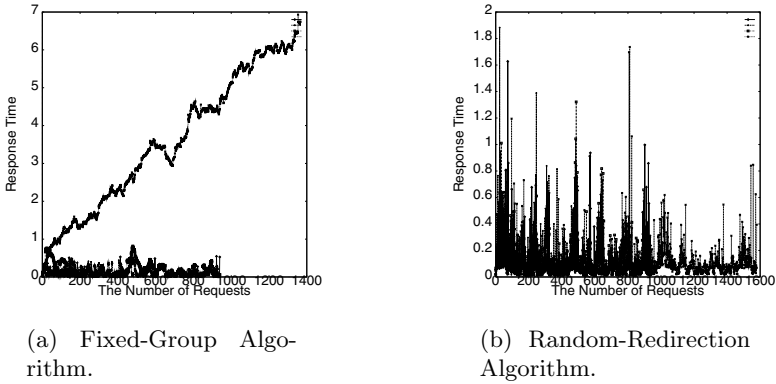 7
6
5
4
3
2
1
0
0 200 400 600 800 1000 1200 1400
Response Time
The Number of Requests
2
1.8
1.6
1.4
1.2
1
0.8
0.6
0.4
0.2
0
0 200 400 600 800 1000 1200 1400 1600
Response Time
The Number of Requests
(a) Fixed-Group Algo-
rithm.
(b) Random-Redirection
Algorithm.